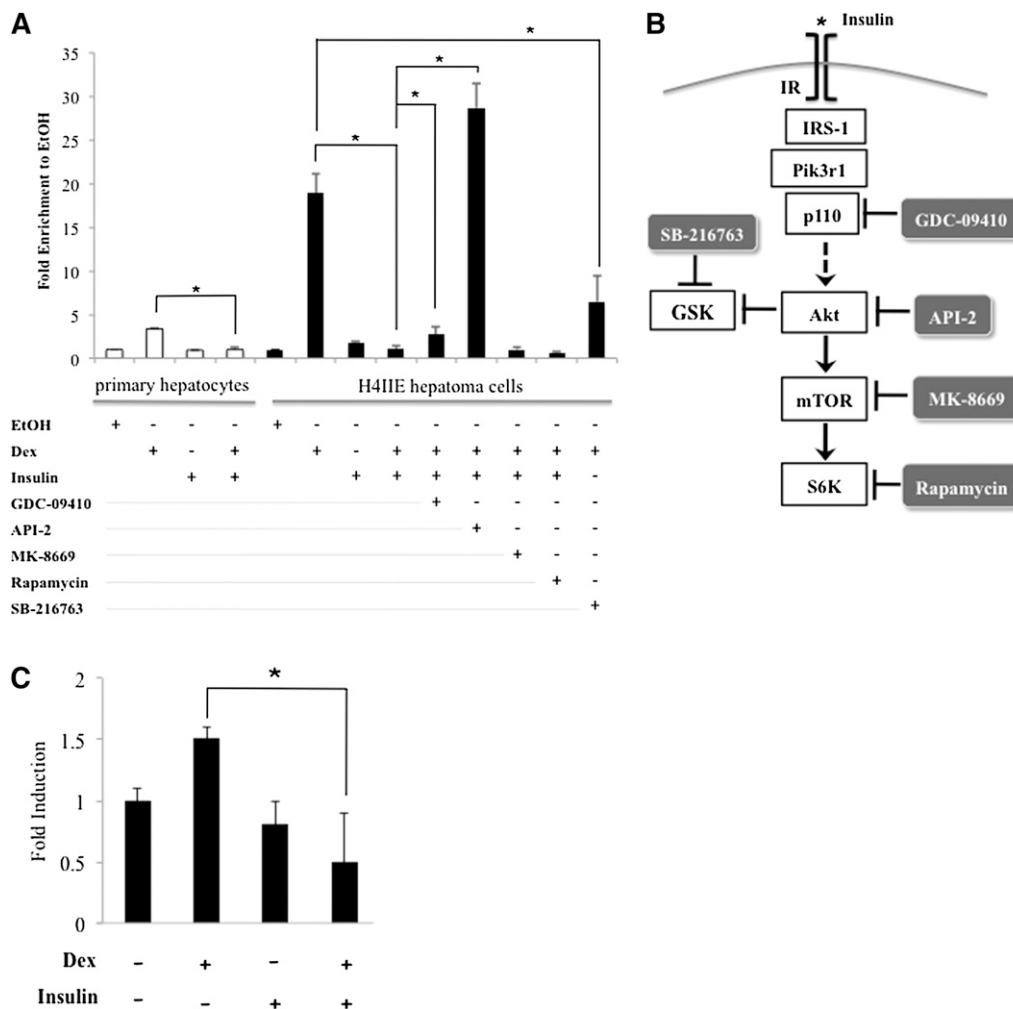 A
Fold Enrichment to EtOH
35
30
25
20
15
10
5
0
*
*
*
*
*
primary hepatocytes
H4IIE hepatoma cells
EtOH + - - - + - - - - - - - -
Dex - + - + - + - + + + + + +
Insulin - - + + - - + + + + + + -
GDC-09410 + - - - -
API-2 + - - -
MK-8669 + - -
Rapamycin + -
SB-216763 +
B
* Insulin
IR
IRS-1
Pik3r1
p110
GDC-09410
SB-216763
GSK
Akt
API-2
mTOR
MK-8669
S6K
Rapamycin
C
Fold Induction
2
1.5
1
0.5
0
*
Dex - + - +
Insulin - - + +